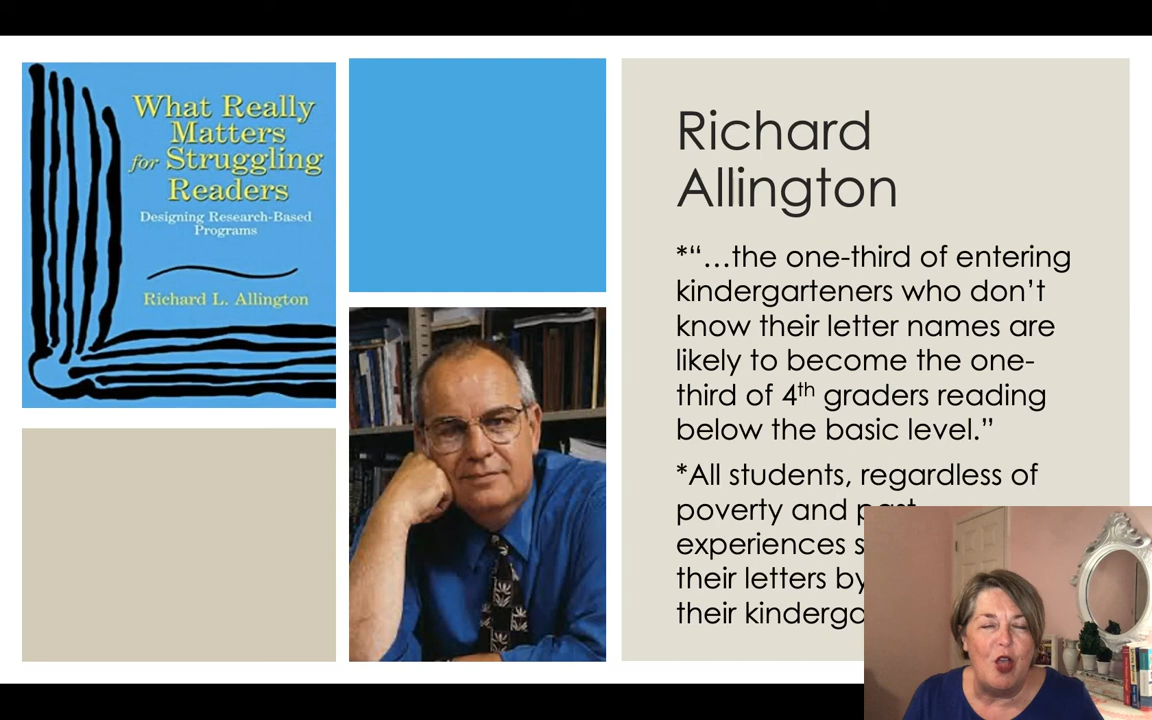 What Really
Matters
for Struggling
Readers
Designing Research-Based
Programs
Richard L. Allington
Richard
Allington
*“…the one-third of entering
kindergarteners who don’t
know their letter names are
likely to become the one-
third of 4th graders reading
below the basic level.”
*All students, regardless of
poverty and past
experiences s
their letters by
their kinderga